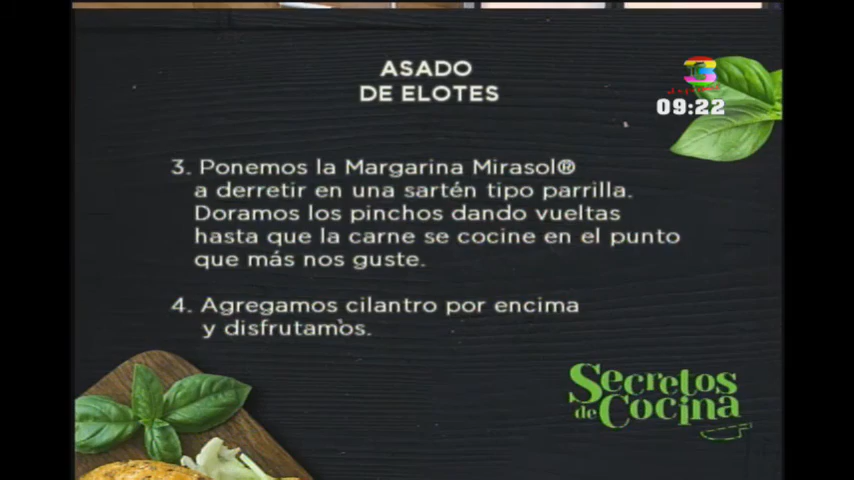 ASADO
DE ELOTES
3
09:22
3. Ponemos la Margarina Mirasol®
a derretir en una sartén tipo parrilla.
Doramos los pinchos dando vueltas
hasta que la carne se cocine en el punto
que más nos guste.
4. Agregamos cilantro por encima
y disfrutamos.
Secretos
de Cocina